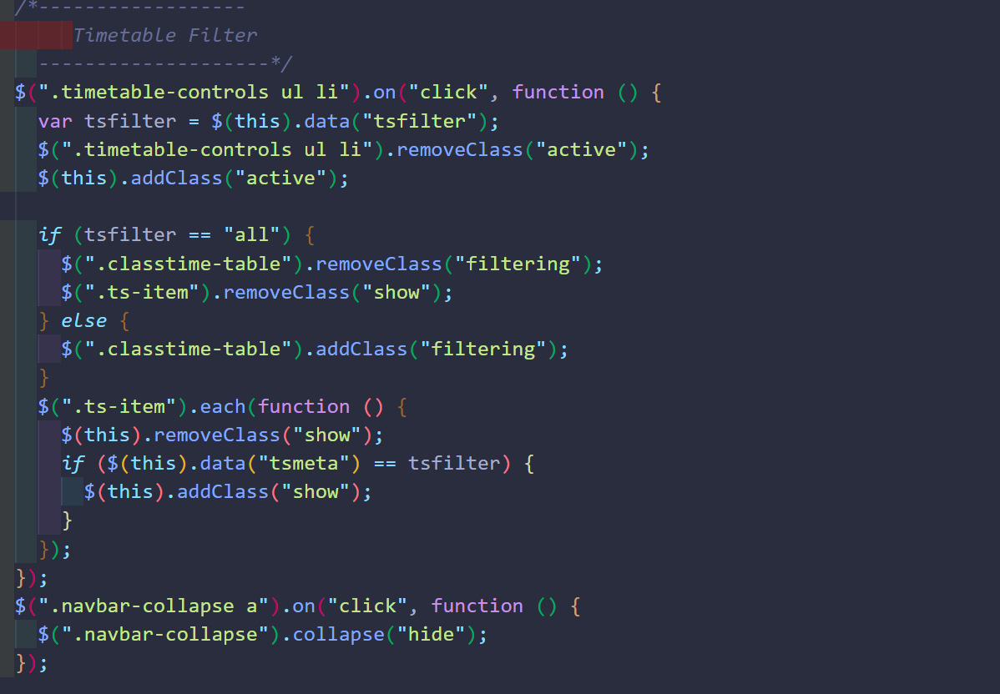 /*------------------
Timetable Filter
--------------------*/
$(".timetable-controls ul li").on("click", function () {
var tsfilter = $(this).data("tsfilter");
$(".timetable-controls ul li").removeClass("active");
$(this).addClass("active");
if (tsfilter == "all") {
$(".classtime-table").removeClass("filtering");
$(".ts-item").removeClass("show");
} else {
$(".classtime-table").addClass("filtering");
}
$(".ts-item").each(function () {
$(this).removeClass("show");
if ($(this).data("tsmeta") == tsfilter) {
$(this).addClass("show");
}
});
});
$(".navbar-collapse a").on("click", function () {
$(".navbar-collapse").collapse("hide");
});